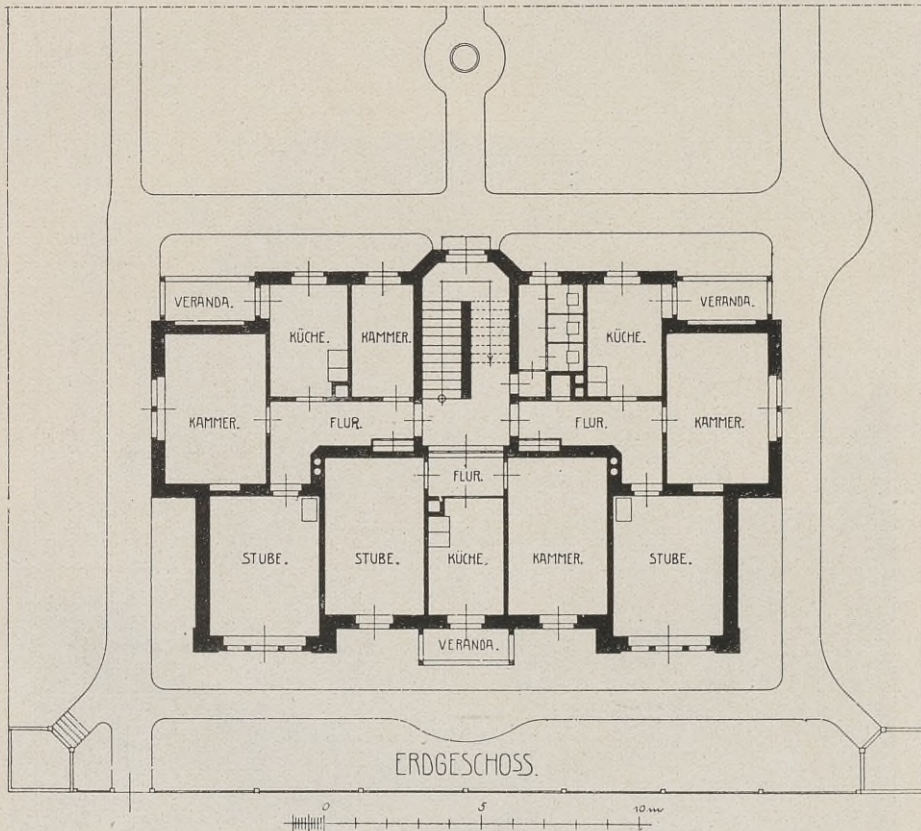 VERANDA.
KÜCHE.
KAMMER.
KÜCHE.
VERANDA.
KAMMER.
FLUR.
FLUR.
KAMMER.
FLUR.
STUBE.
STUBE.
KÜCHE.
KAMMER.
STUBE.
VERANDA.
ERDGESCHOSS.
0 5 10 m